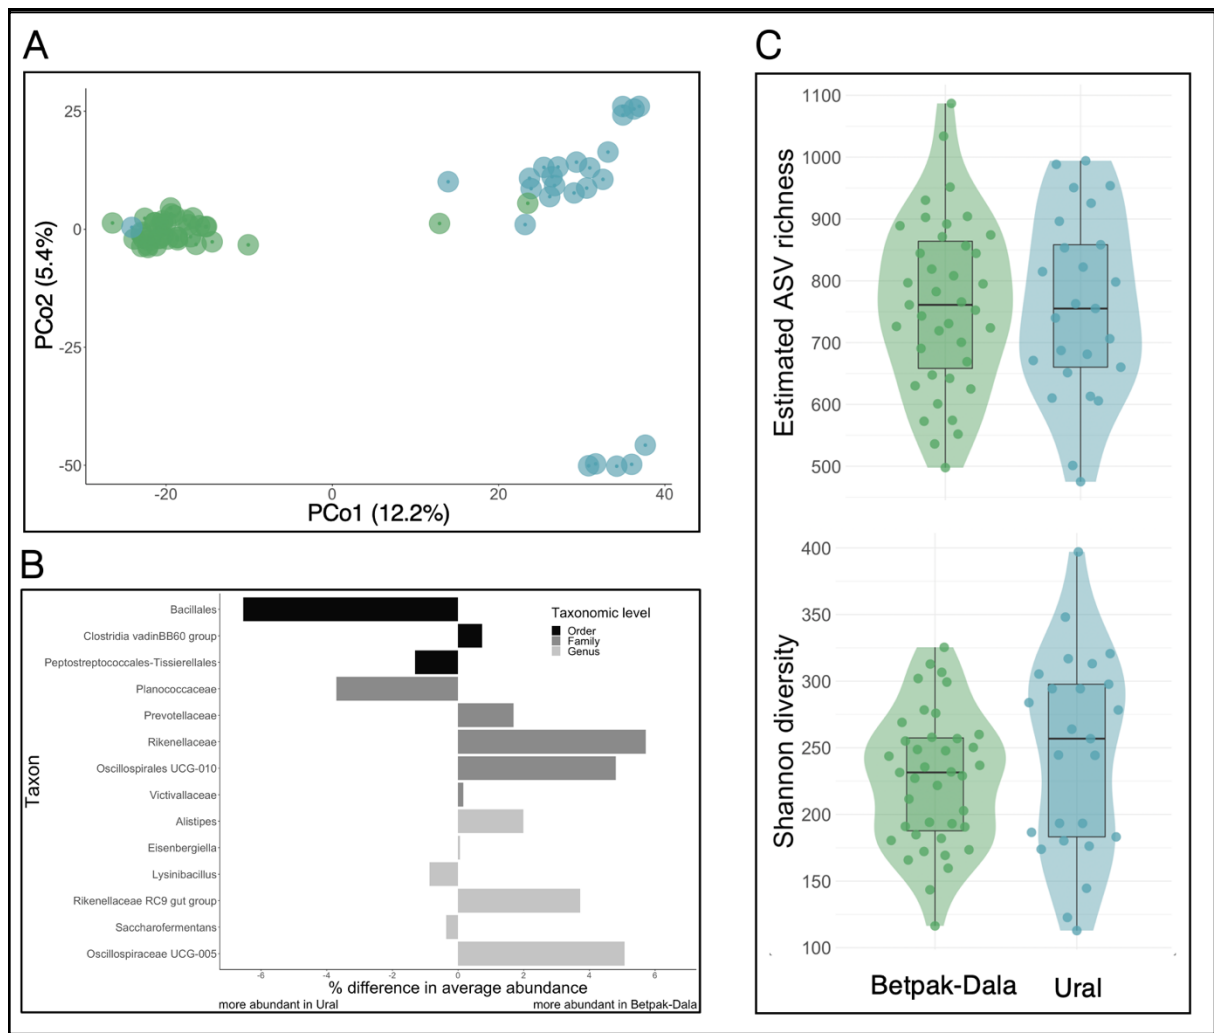 A
25
0
-25
-50
PCo2 (5.4%)
-20
0
20
40
PCo1 (12.2%)
B
Taxon
Bacillales
Clostridia vadinBB60 group
Peptostreptococcales-Tissierellales
Planococcaceae
Prevotellaceae
Rikenellaceae
Oscillospirales UCG-010
Victivallaceae
Alistipes
Eisenbergiella
Lysinibacillus
Rikenellaceae RC9 gut group
Saccharofermentans
Oscillospiraceae UCG-005
Taxonomic level
Order
Family
Genus
-6
-4
-2
0
2
4
6
% difference in average abundance
more abundant in Ural
more abundant in Betpak-Dala
C
Estimated ASV richness
1100
1000
900
800
700
600
500
Shannon diversity
400
350
300
250
200
150
100
Betpak-Dala
Ural